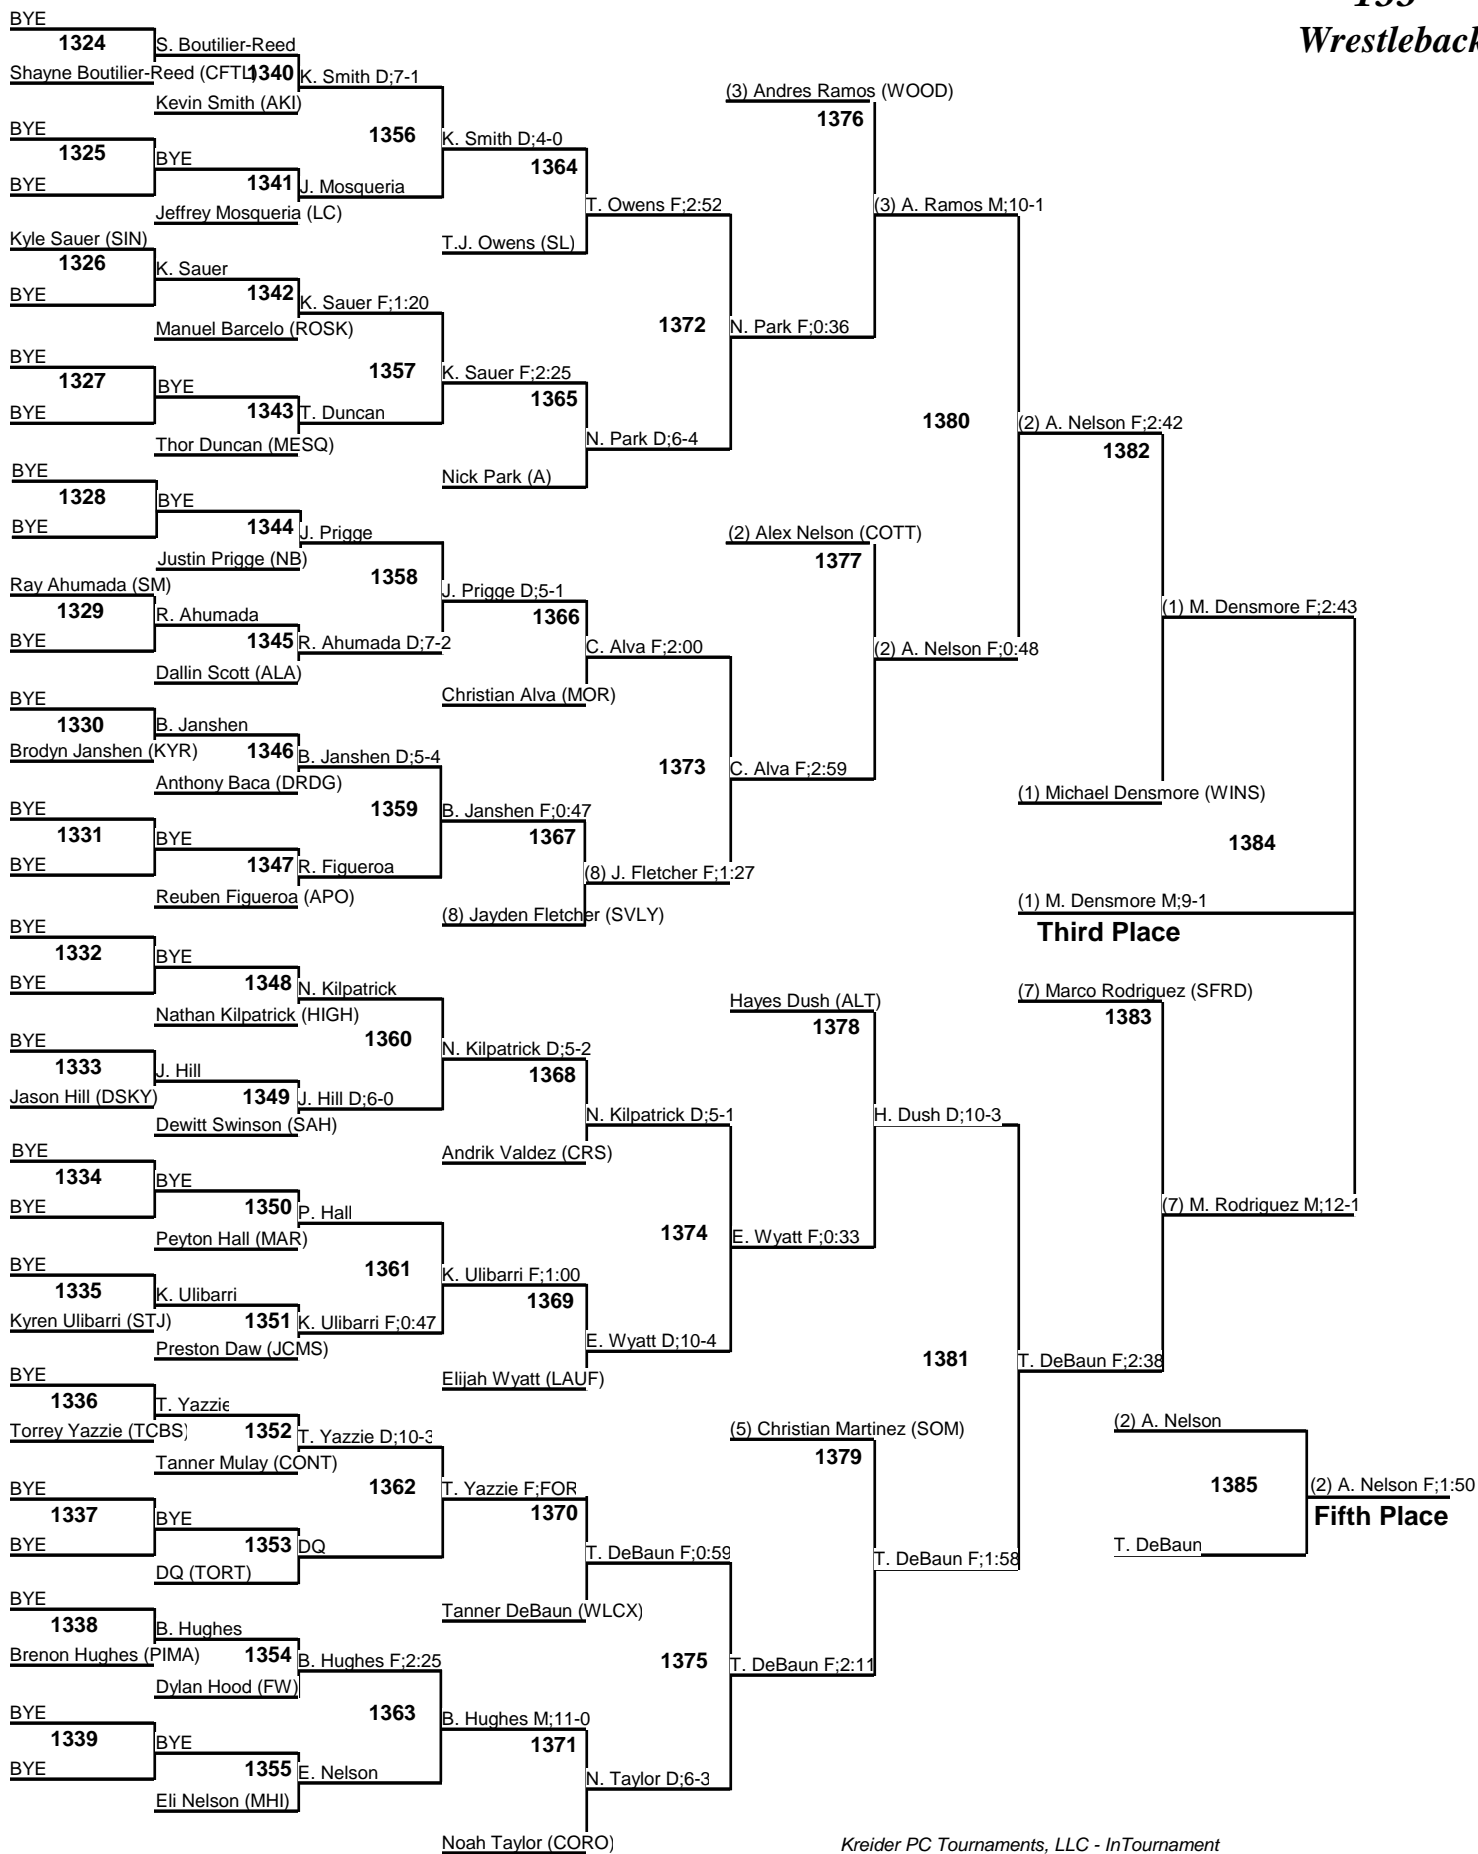 Wrestleback
BYE
1324
Shayne Boutilier-Reed (CFTL)
BYE
1325
BYE
Kyle Sauer (SIN)
1326
BYE
BYE
1327
BYE
BYE
1328
BYE
Ray Ahumada (SM)
1329
BYE
BYE
1330
Brodyn Janshen (KYR)
BYE
1331
BYE
BYE
1332
BYE
BYE
1333
Jason Hill (DSKY)
BYE
1334
BYE
BYE
1335
Kyren Ulibarri (STJ)
BYE
1336
Torrey Yazzie (TCBS)
BYE
1337
BYE
BYE
1338
Brenon Hughes (PIMA)
BYE
1339
BYE
S. Boutilier-Reed
1340
Kevin Smith (AKI)
BYE
1341
Jeffrey Mosqueria (LC)
K. Sauer
1342
Manuel Barcelo (ROSK)
BYE
1343
Thor Duncan (MESQ)
BYE
1344
Justin Prigge (NB)
R. Ahumada
1345
Dallin Scott (ALA)
B. Janshen
1346
Anthony Baca (DRDG)
BYE
1347
Reuben Figueroa (APO)
BYE
1348
Nathan Kilpatrick (HIGH)
J. Hill
1349
Dewitt Swinson (SAH)
BYE
1350
Peyton Hall (MAR)
K. Ulibarri
1351
Preston Daw (JCMS)
T. Yazzie
1352
Tanner Mulay (CONT)
BYE
1353
DQ (TORT)
B. Hughes
1354
Dylan Hood (FW)
BYE
1355
Eli Nelson (MHI)
K. Smith D;7-1
1356
J. Mosqueria
K. Sauer F;1:20
1357
T. Duncan
J. Prigge
1358
R. Ahumada D;7-2
B. Janshen D;5-4
1359
R. Figueroa
N. Kilpatrick
1360
J. Hill D;6-0
P. Hall
1361
K. Ulibarri F;0:47
T. Yazzie D;10-3
1362
DQ
B. Hughes F;2:25
1363
E. Nelson
K. Smith D;4-0
1364
T.J. Owens (SL)
K. Sauer F;2:25
1365
Nick Park (A)
J. Prigge D;5-1
1366
Christian Alva (MOR)
B. Janshen F;0:47
1367
(8) Jayden Fletcher (SVLY)
N. Kilpatrick D;5-2
1368
Andrik Valdez (CRS)
K. Ulibarri F;1:00
1369
Elijah Wyatt (LAUF)
T. Yazzie F;FOR
1370
Tanner DeBaun (WLCX)
B. Hughes M;11-0
1371
Noah Taylor (CORO)
T. Owens F;2:52
1372
N. Park D;6-4
C. Alva F;2:00
1373
(8) J. Fletcher F;1:27
N. Kilpatrick D;5-1
1374
E. Wyatt D;10-4
T. DeBaun F;0:59
1375
N. Taylor D;6-3
(3) Andres Ramos (WOOD)
1376
N. Park F;0:36
(2) Alex Nelson (COTT)
1377
C. Alva F;2:59
Hayes Dush (ALT)
1378
E. Wyatt F;0:33
(5) Christian Martinez (SOM)
1379
T. DeBaun F;2:11
(3) A. Ramos M;10-1
1380
(2) A. Nelson F;0:48
H. Dush D;10-3
1381
T. DeBaun F;1:58
(2) A. Nelson F;2:42
1382
(1) Michael Densmore (WINS)
(7) Marco Rodriguez (SFRD)
1383
T. DeBaun F;2:38
(1) M. Densmore F;2:43
1384
(7) M. Rodriguez M;12-1
(1) M. Densmore M;9-1
Third Place
(2) A. Nelson
1385
T. DeBaun
(2) A. Nelson F;1:50
Fifth Place
Kreider PC Tournaments, LLC - InTournament